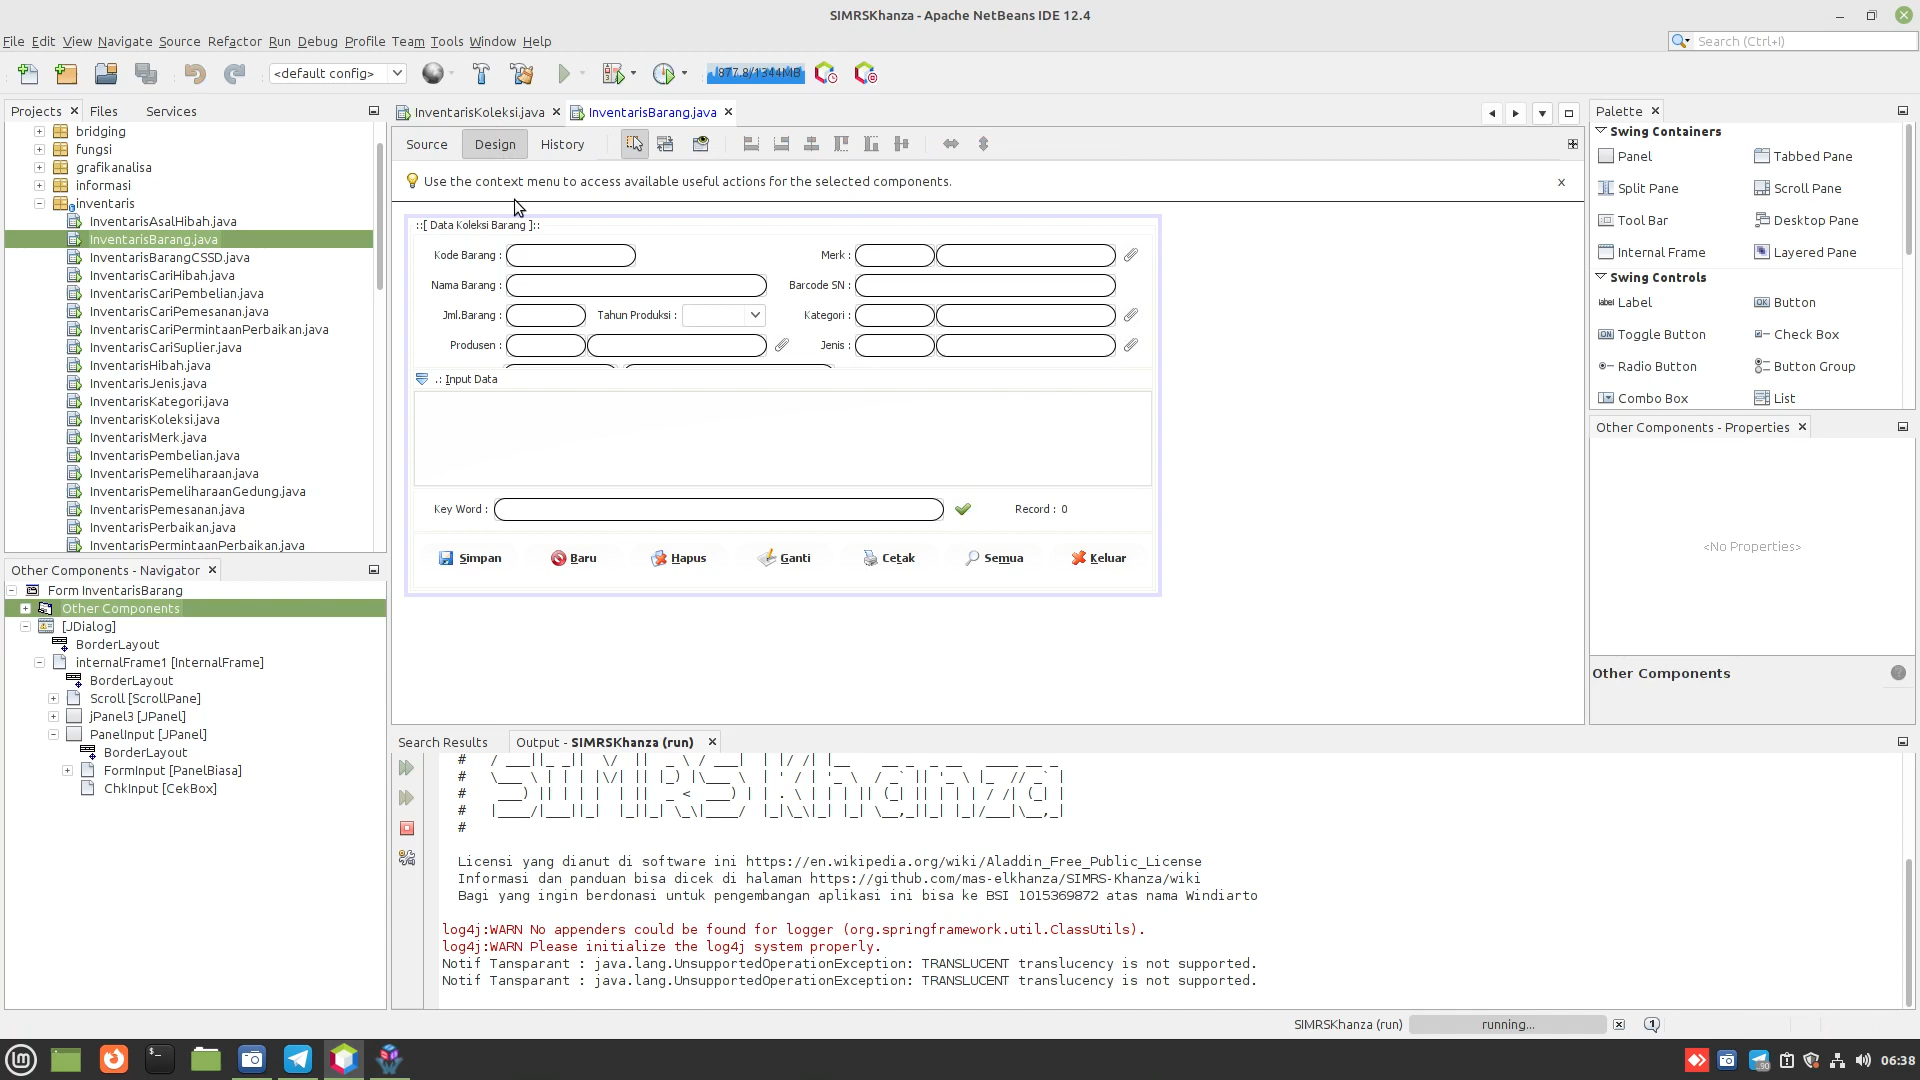 SIMRSKhanza - Apache NetBeans IDE 12.4
File Edit View Navigate Source Refactor Run Debug Profile Team Tools Window Help
Search (Ctrl+I)
<default config>
877.8/1344MB
Projects Files Services
bridging
fungsi
grafikanalisa
informasi
inventaris
InventarisAsalHibah.java
InventarisBarang.java
InventarisBarangCSSD.java
InventarisCariHibah.java
InventarisCariPembelian.java
InventarisCariPemesanan.java
InventarisCariPermintaanPerbaikan.java
InventarisCariSuplier.java
InventarisHibah.java
InventarisJenis.java
InventarisKategori.java
InventarisKoleksi.java
InventarisMerk.java
InventarisPembelian.java
InventarisPemeliharaan.java
InventarisPemeliharaanGedung.java
InventarisPemesanan.java
InventarisPerbaikan.java
InventarisPermintaanPerbaikan.java
Other Components - Navigator
Form InventarisBarang
Other Components
[JDialog]
BorderLayout
internalFrame1 [InternalFrame]
BorderLayout
Scroll [ScrollPane]
jPanel3 [JPanel]
PanelInput [JPanel]
BorderLayout
FormInput [PanelBiasa]
ChkInput [CekBox]
InventarisKoleksi.java InventarisBarang.java
Source Design History
Use the context menu to access available useful actions for the selected components.
::[ Data Koleksi Barang ]::
Kode Barang : Merk :
Nama Barang : Barcode SN :
Jml.Barang : Tahun Produksi : Kategori :
Produsen : Jenis :
.: Input Data
Key Word : Record : 0
Simpan Baru Hapus Ganti Cetak Semua Keluar
Search Results Output - SIMRSKhanza (run)
Licensi yang dianut di software ini https://en.wikipedia.org/wiki/Aladdin_Free_Public_License
Informasi dan panduan bisa dicek di halaman https://github.com/mas-elkhanza/SIMRS-Khanza/wiki
Bagi yang ingin berdonasi untuk pengembangan aplikasi ini bisa ke BSI 1015369872 atas nama Windiarto
log4j:WARN No appenders could be found for logger (org.springframework.util.ClassUtils).
log4j:WARN Please initialize the log4j system properly.
Notif Tansparant : java.lang.UnsupportedOperationException: TRANSLUCENT translucency is not supported.
Notif Tansparant : java.lang.UnsupportedOperationException: TRANSLUCENT translucency is not supported.
SIMRSKhanza (run) running...
Palette
Swing Containers
Panel Tabbed Pane
Split Pane Scroll Pane
Tool Bar Desktop Pane
Internal Frame Layered Pane
Swing Controls
label Label OK Button
ON Toggle Button Check Box
Radio Button Button Group
Combo Box List
Other Components - Properties
<No Properties>
Other Components
06:38